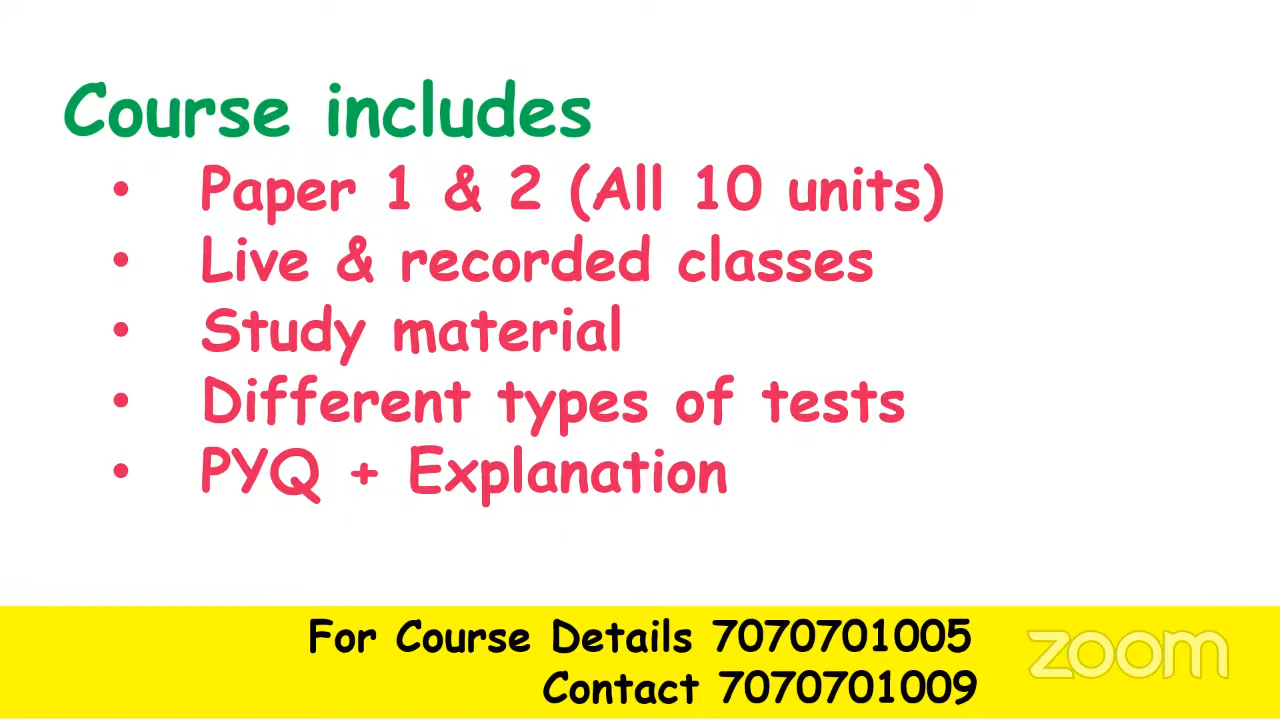 Course includes
• Paper 1 & 2 (All 10 units)
• Live & recorded classes
• Study material
• Different types of tests
• PYQ + Explanation
For Course Details 7070701005
Contact 7070701009
zoom